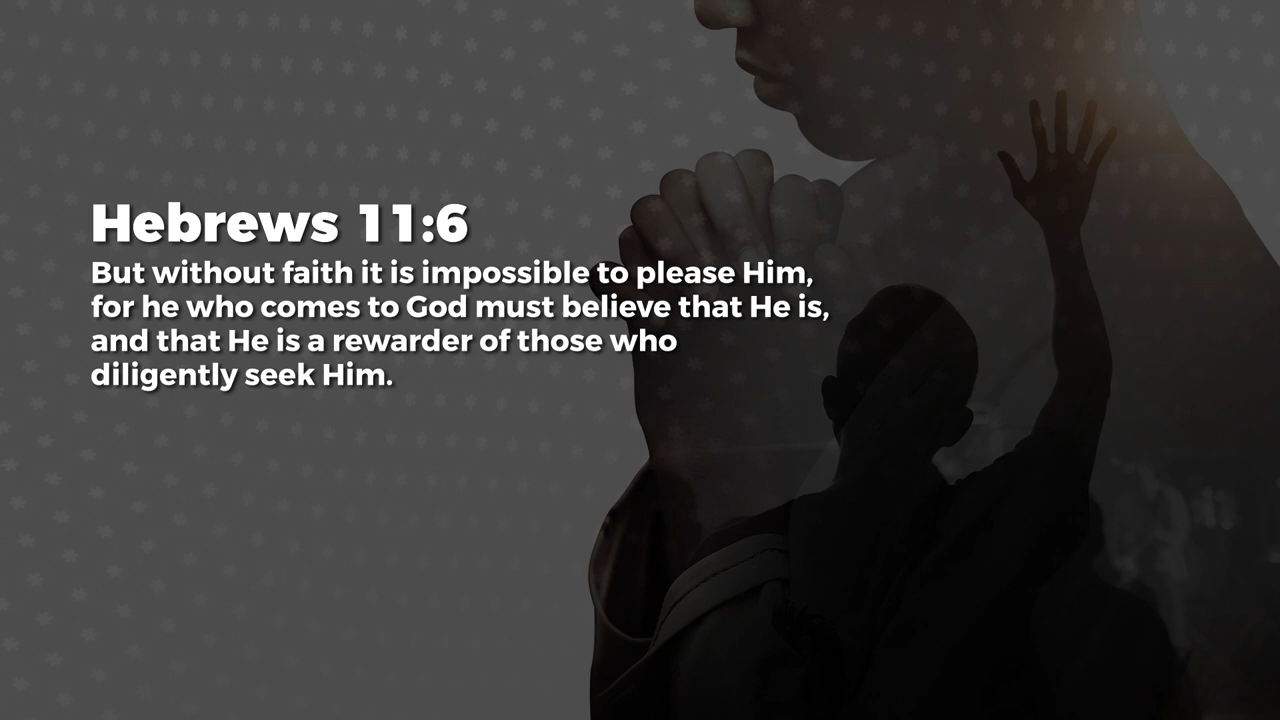 Hebrews 11:6
But without faith it is impossible to please Him,
for he who comes to God must believe that He is,
and that He is a rewarder of those who
diligently seek Him.